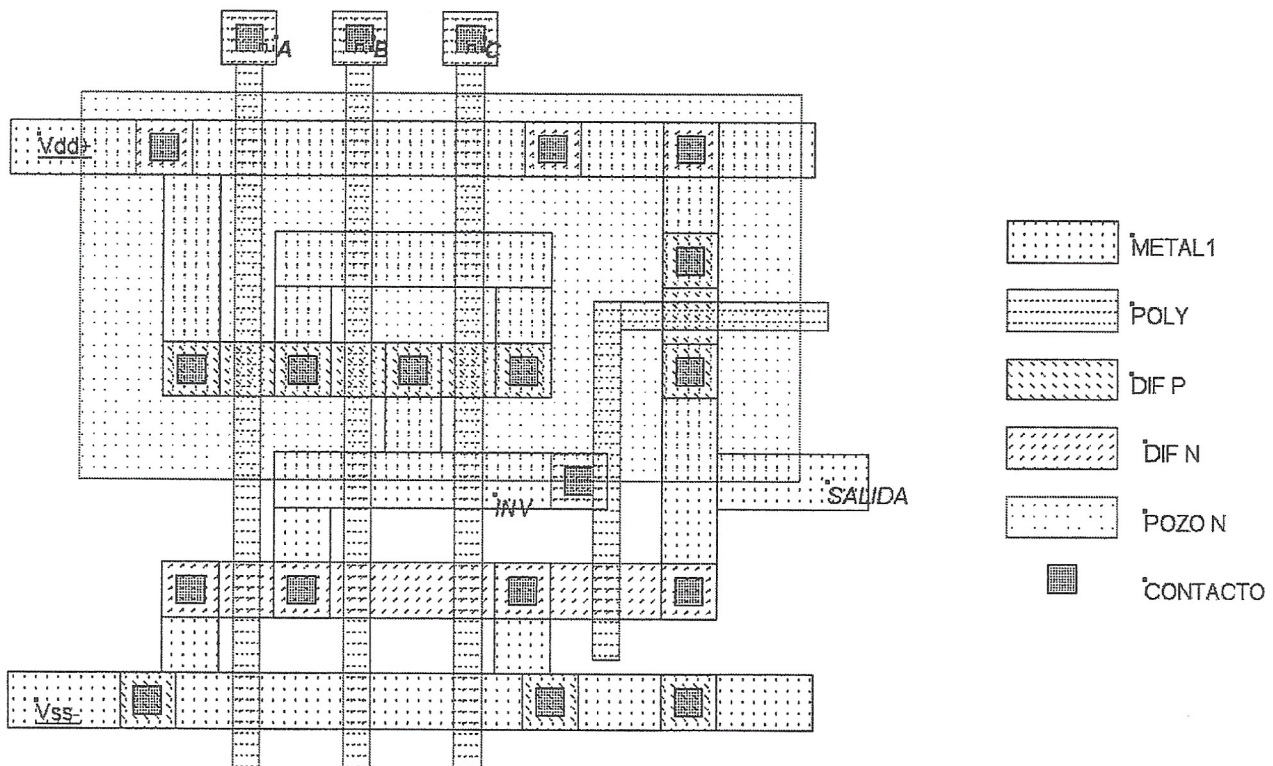 A
B
C
Vdd+
METAL1
POLY
DIF P
DIF N
SALIDA
INV
POZO N
CONTACTO
Vss-